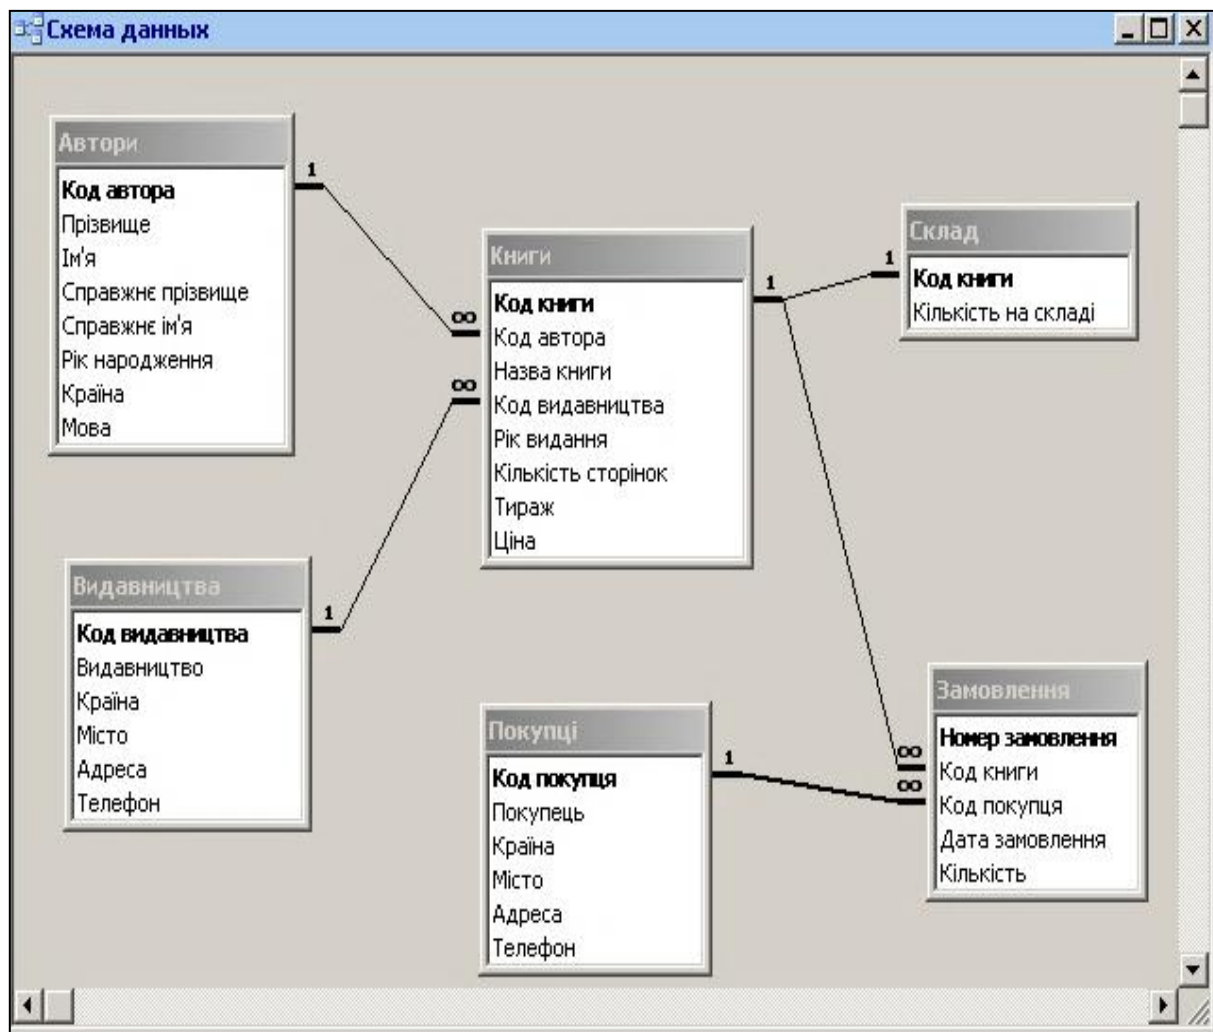 Схема данных
Автори
Код автора
Прізвище
Ім'я
Справжнє прізвище
Справжнє ім'я
Рік народження
Країна
Мова
1
∞
Книги
Код книги
Код автора
Назва книги
Код видавництва
Рік видання
Кількість сторінок
Тираж
Ціна
∞
1
1
Склад
Код книги
Кількість на складі
Видавництва
Код видавництва
Видавництво
Країна
Місто
Адреса
Телефон
1
Покупці
Код покупця
Покупець
Країна
Місто
Адреса
Телефон
1
∞
∞
Замовлення
Номер замовлення
Код книги
Код покупця
Дата замовлення
Кількість